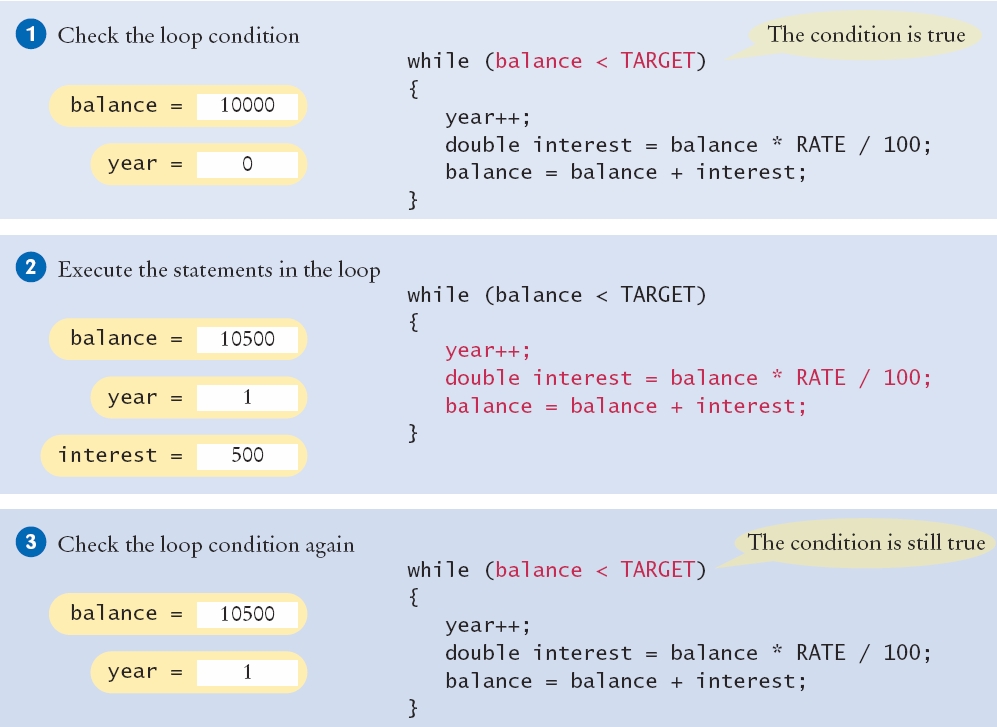 1 Check the loop condition
The condition is true
balance = 10000
year = 0
while (balance < TARGET)
{
year++;
double interest = balance * RATE / 100;
balance = balance + interest;
}
2 Execute the statements in the loop
balance = 10500
year = 1
interest = 500
while (balance < TARGET)
{
year++;
double interest = balance * RATE / 100;
balance = balance + interest;
}
3 Check the loop condition again
The condition is still true
balance = 10500
year = 1
while (balance < TARGET)
{
year++;
double interest = balance * RATE / 100;
balance = balance + interest;
}